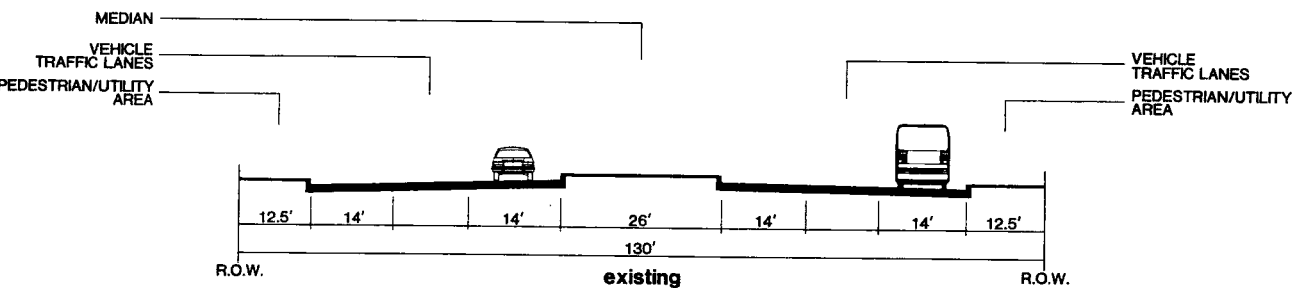 MEDIAN
VEHICLE
TRAFFIC LANES
PEDESTRIAN/UTILITY
AREA
VEHICLE
TRAFFIC LANES
PEDESTRIAN/UTILITY
AREA
12.5' 14' 14' 26' 14' 14' 12.5'
130'
R.O.W. existing R.O.W.